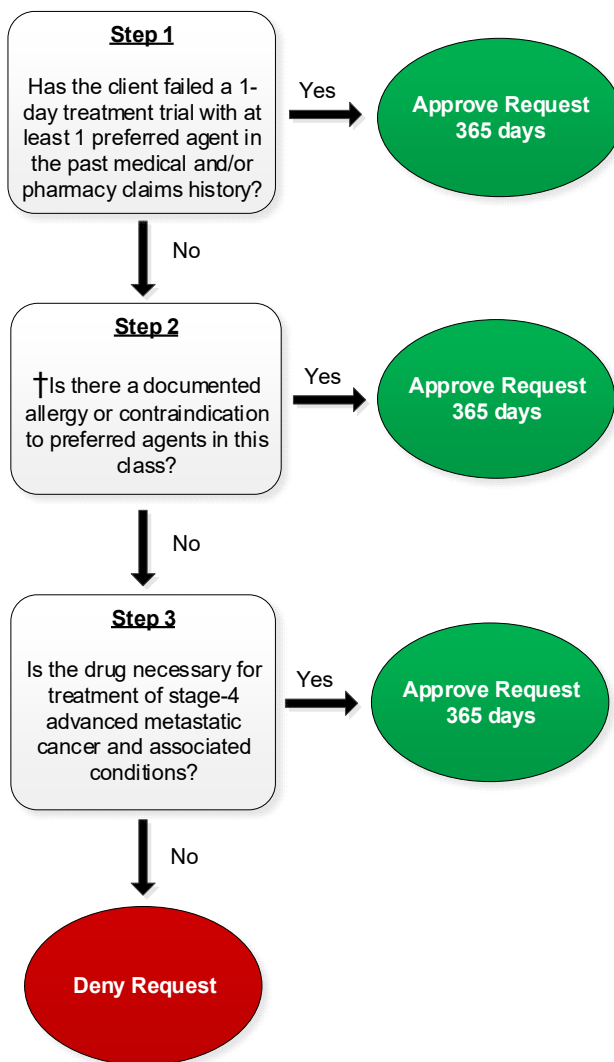 Step 1
Has the client failed a 1-
day treatment trial with at
least 1 preferred agent in
the past medical and/or
pharmacy claims history?
Yes
Approve Request
365 days
No
Step 2
†Is there a documented
allergy or contraindication
to preferred agents in this
class?
Yes
Approve Request
365 days
No
Step 3
Is the drug necessary for
treatment of stage-4
advanced metastatic
cancer and associated
conditions?
Yes
Approve Request
365 days
No
Deny Request